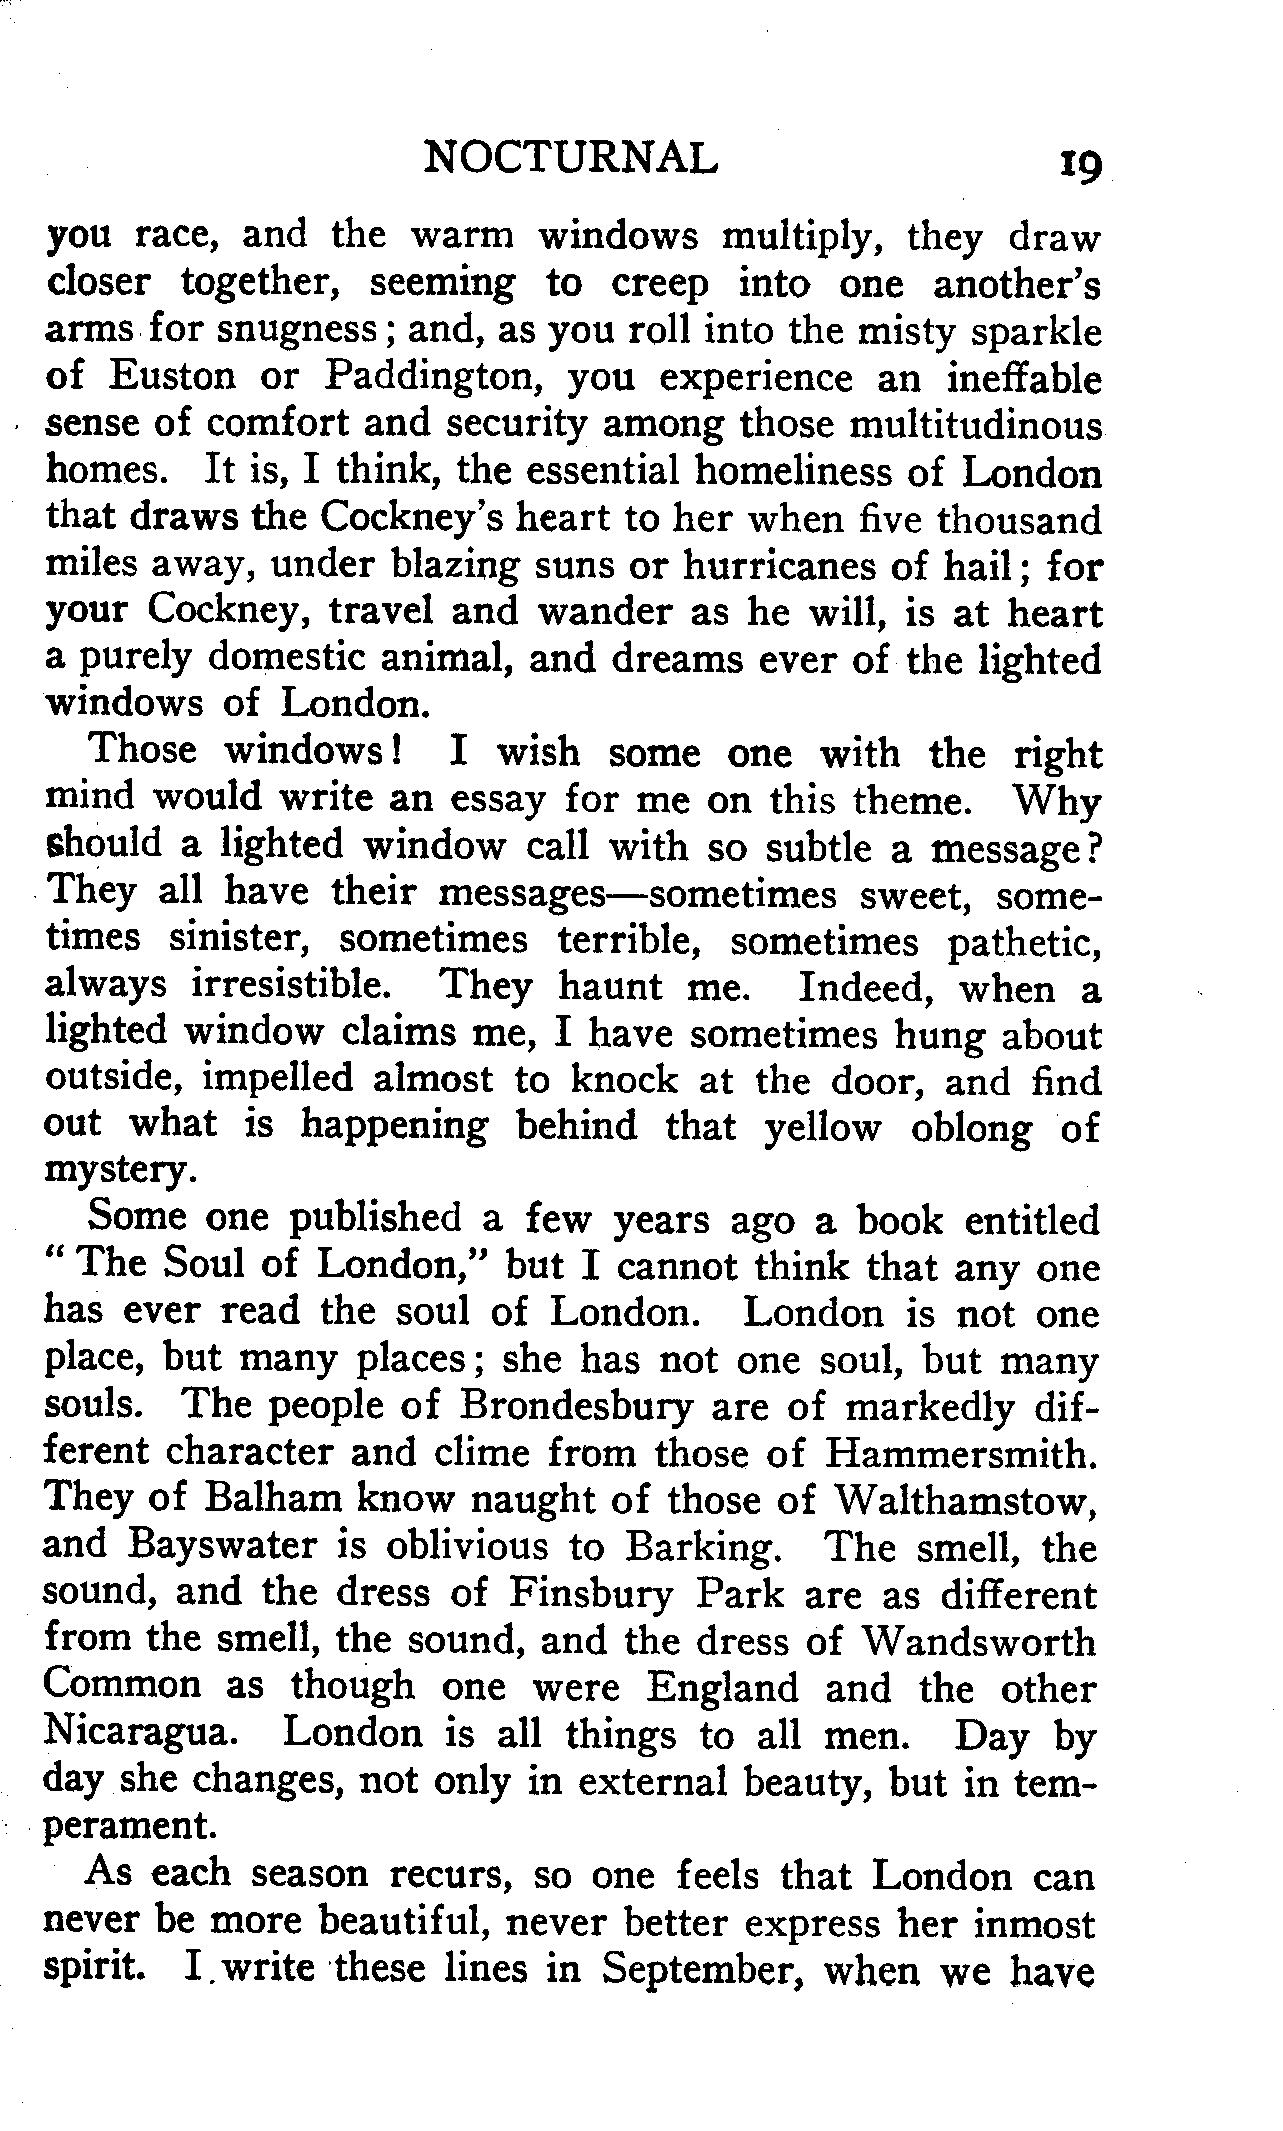 NOCTURNAL 19
you race, and the warm windows multiply, they draw
closer together, seeming to creep into one another's
arms for snugness; and, as you roll into the misty sparkle
of Euston or Paddington, you experience an ineffable
sense of comfort and security among those multitudinous
homes. It is, I think, the essential homeliness of London
that draws the Cockney's heart to her when five thousand
miles away, under blazing suns or hurricanes of hail; for
your Cockney, travel and wander as he will, is at heart
a purely domestic animal, and dreams ever of the lighted
windows of London.
Those windows! I wish some one with the right
mind would write an essay for me on this theme. Why
should a lighted window call with so subtle a message?
They all have their messages—sometimes sweet, some-
times sinister, sometimes terrible, sometimes pathetic,
always irresistible. They haunt me. Indeed, when a
lighted window claims me, I have sometimes hung about
outside, impelled almost to knock at the door, and find
out what is happening behind that yellow oblong of
mystery.
Some one published a few years ago a book entitled
"The Soul of London," but I cannot think that any one
has ever read the soul of London. London is not one
place, but many places; she has not one soul, but many
souls. The people of Brondesbury are of markedly dif-
ferent character and clime from those of Hammersmith.
They of Balham know naught of those of Walthamstow,
and Bayswater is oblivious to Barking. The smell, the
sound, and the dress of Finsbury Park are as different
from the smell, the sound, and the dress of Wandsworth
Common as though one were England and the other
Nicaragua. London is all things to all men. Day by
day she changes, not only in external beauty, but in tem-
perament.
As each season recurs, so one feels that London can
never be more beautiful, never better express her inmost
spirit. I write these lines in September, when we have